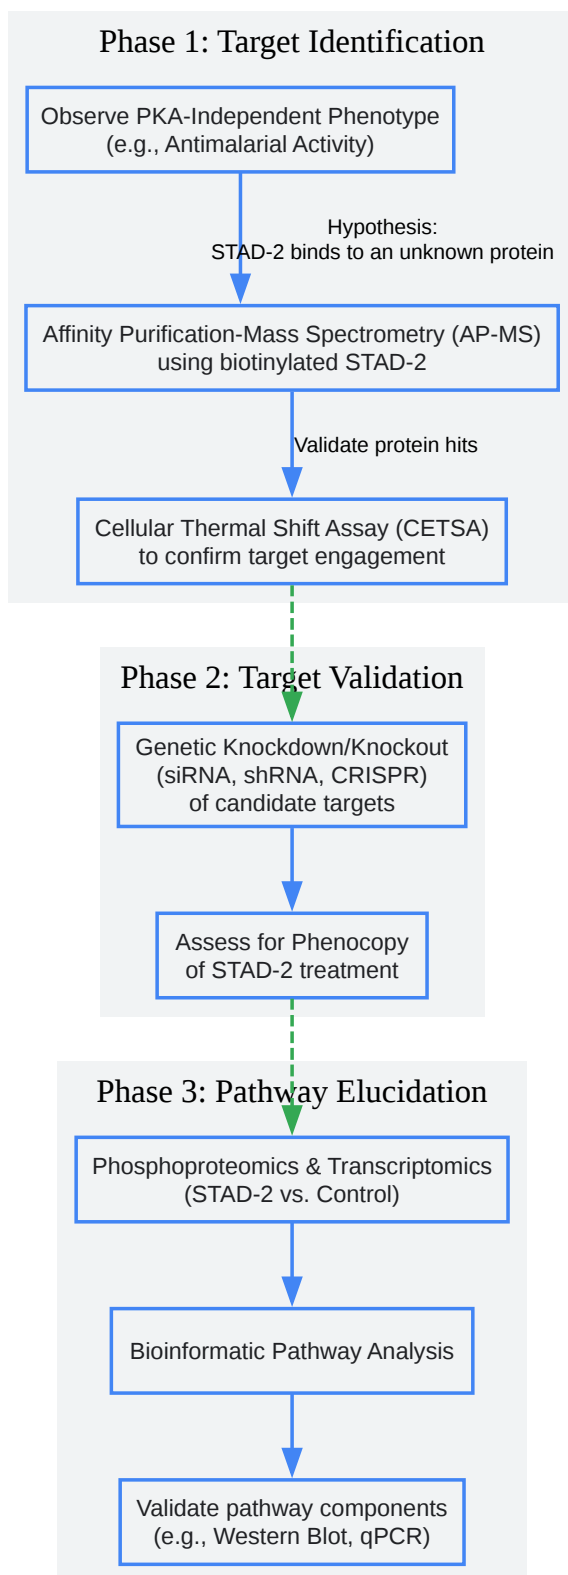 Phase 1: Target Identification
Observe PKA-Independent Phenotype
(e.g., Antimalarial Activity)
Hypothesis:
STAD-2 binds to an unknown protein
Affinity Purification-Mass Spectrometry (AP-MS)
using biotinylated STAD-2
Validate protein hits
Cellular Thermal Shift Assay (CETSA)
to confirm target engagement
Phase 2: Target Validation
Genetic Knockdown/Knockout
(siRNA, shRNA, CRISPR)
of candidate targets
Assess for Phenocopy
of STAD-2 treatment
Phase 3: Pathway Elucidation
Phosphoproteomics & Transcriptomics
(STAD-2 vs. Control)
Bioinformatic Pathway Analysis
Validate pathway components
(e.g., Western Blot, qPCR)